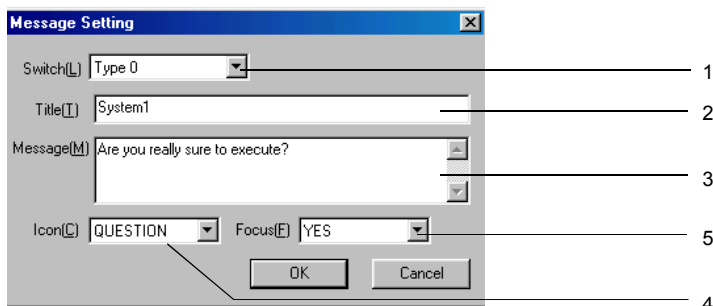 Message Setting
Switch(L) Type 0 1
Title(T) System1 2
Message(M) Are you really sure to execute? 3
Icon(C) QUESTION Focus(F) YES 5
OK Cancel
4